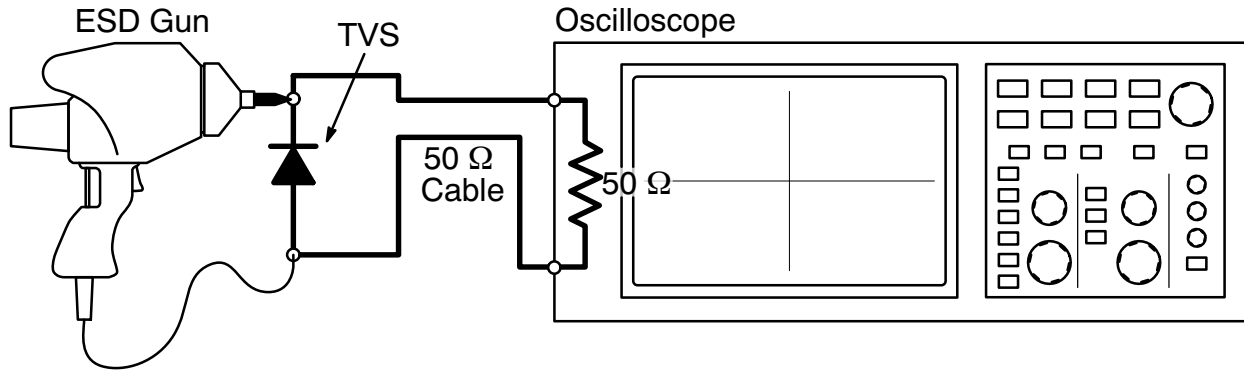 ESD Gun
TVS
Oscilloscope
50 Ω
Cable
50 Ω